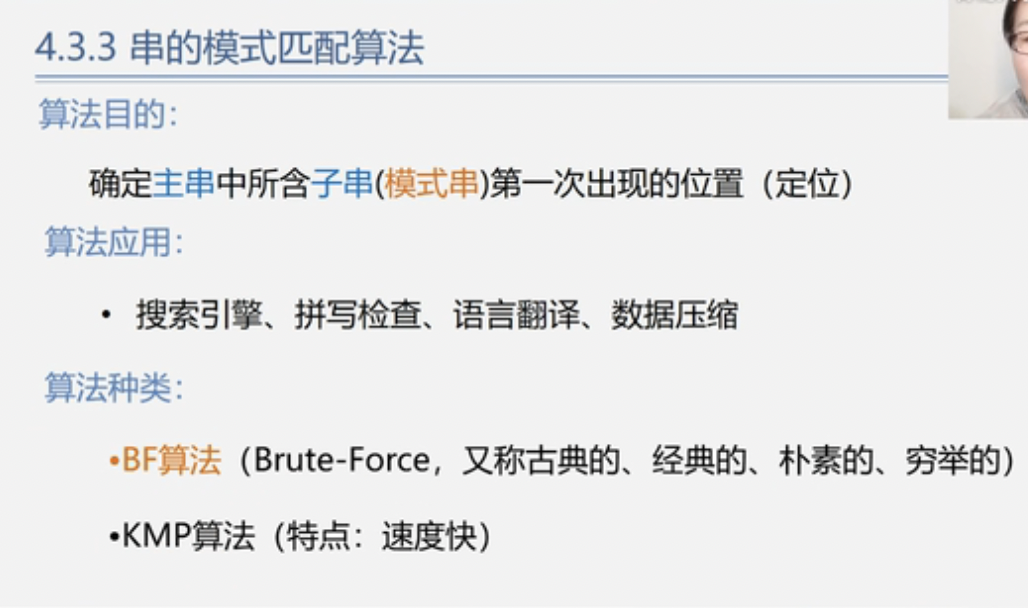 4.3.3 串的模式匹配算法
算法目的：
确定主串中所含子串(模式串)第一次出现的位置（定位）
算法应用：
• 搜索引擎、拼写检查、语言翻译、数据压缩
算法种类：
•BF算法（Brute-Force，又称古典的、经典的、朴素的、穷举的）
•KMP算法（特点：速度快）